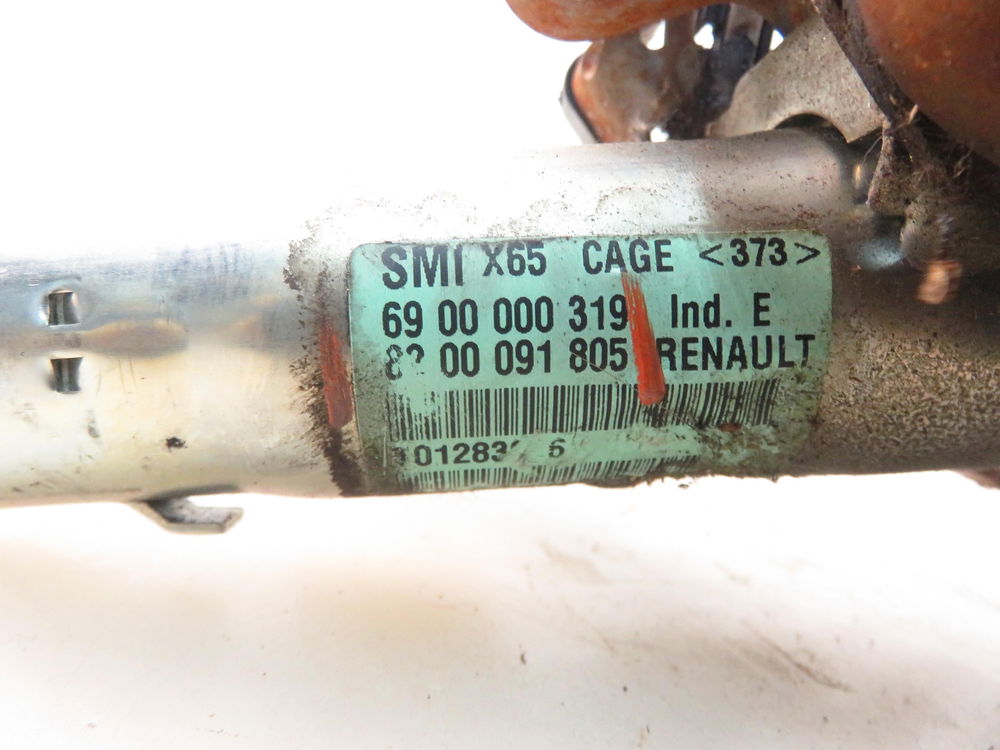 SMI X65 CAGE <373>
69 00 000 319 Ind. E
00 091 805 RENAULT